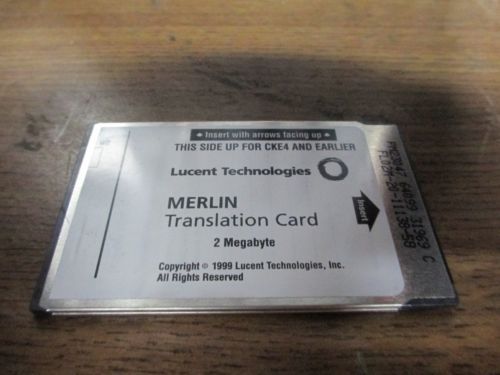 Insert with arrows facing up
THIS SIDE UP FOR CKE4 AND EARLIER
Lucent Technologies
MERLIN
Translation Card
2 Megabyte
Insert
Copyright © 1999 Lucent Technologies, Inc.
All Rights Reserved
C